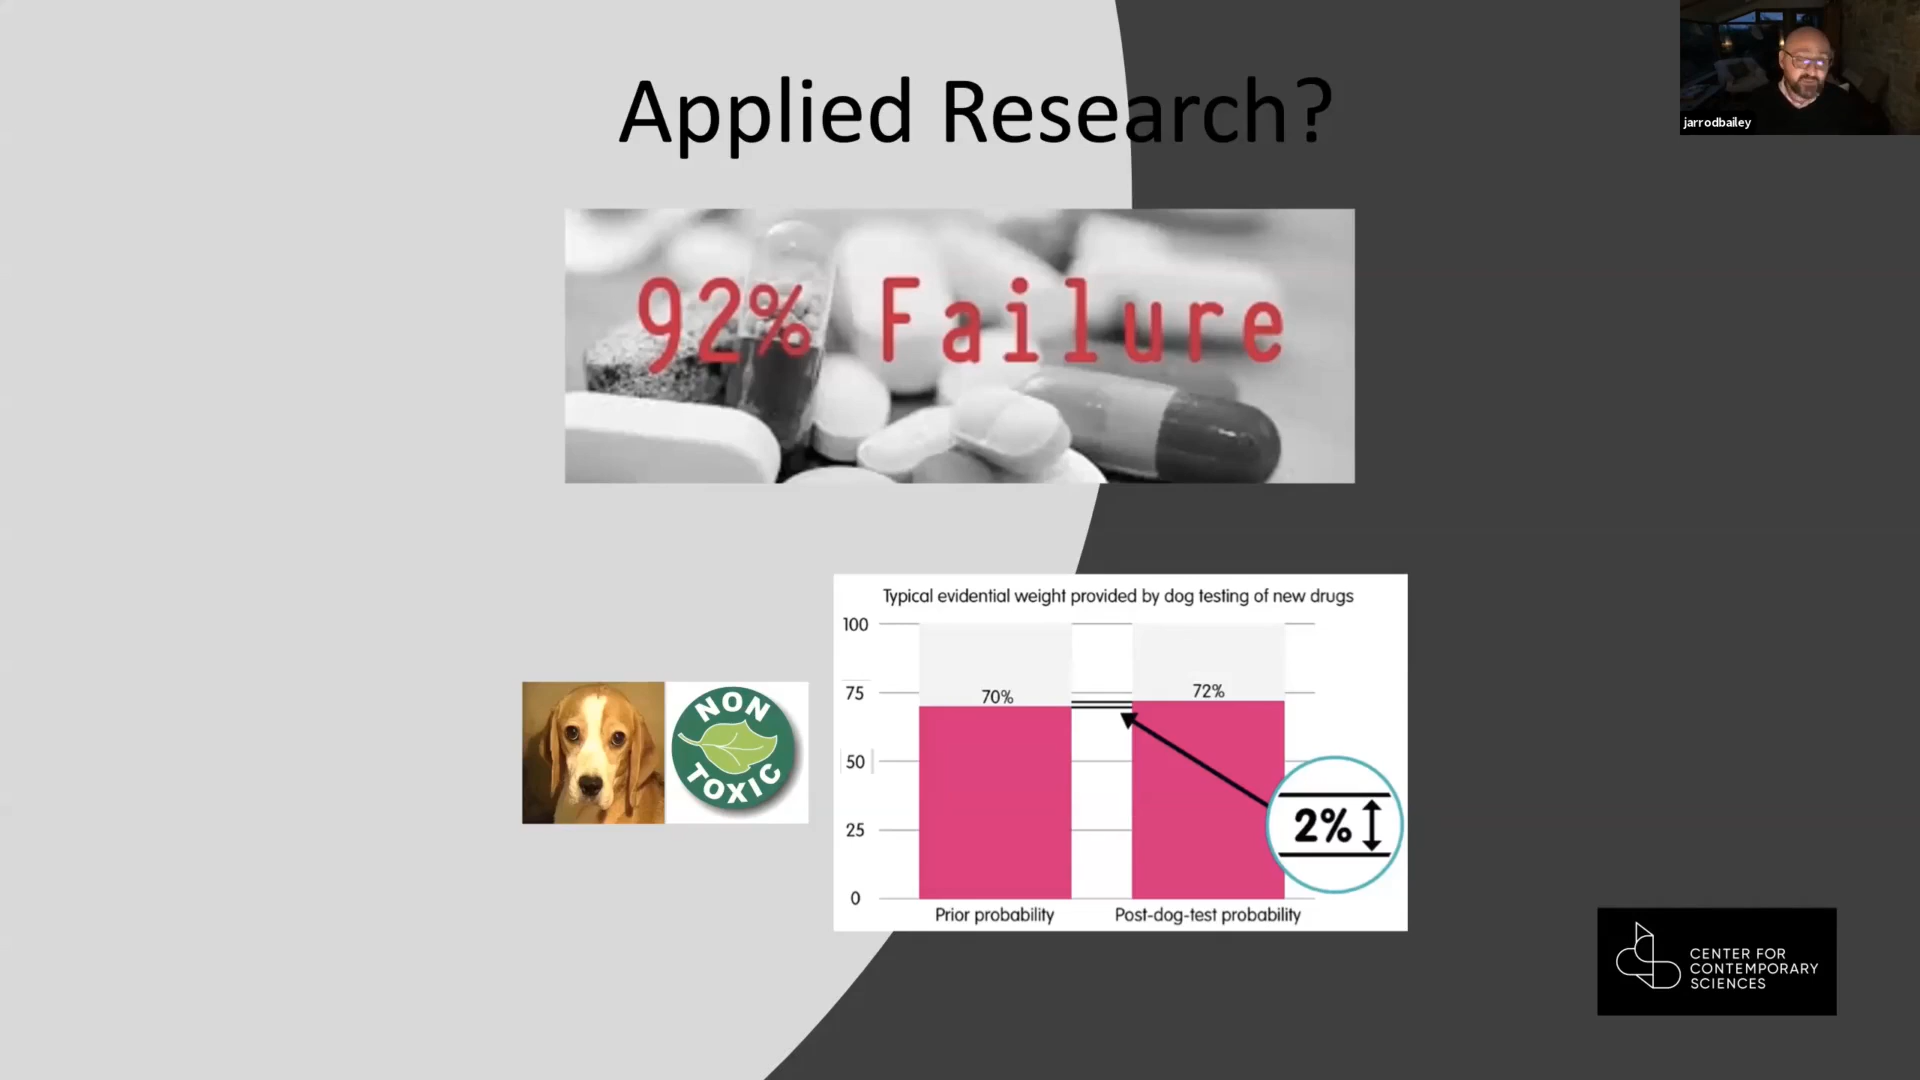 Applied Research?
jarrodbailey
92% Failure
NON
TOXIC
Typical evidential weight provided by dog testing of new drugs
100
75
50
25
0
70%
72%
2%
Prior probability
Post-dog-test probability
CENTER FOR
CONTEMPORARY
SCIENCES